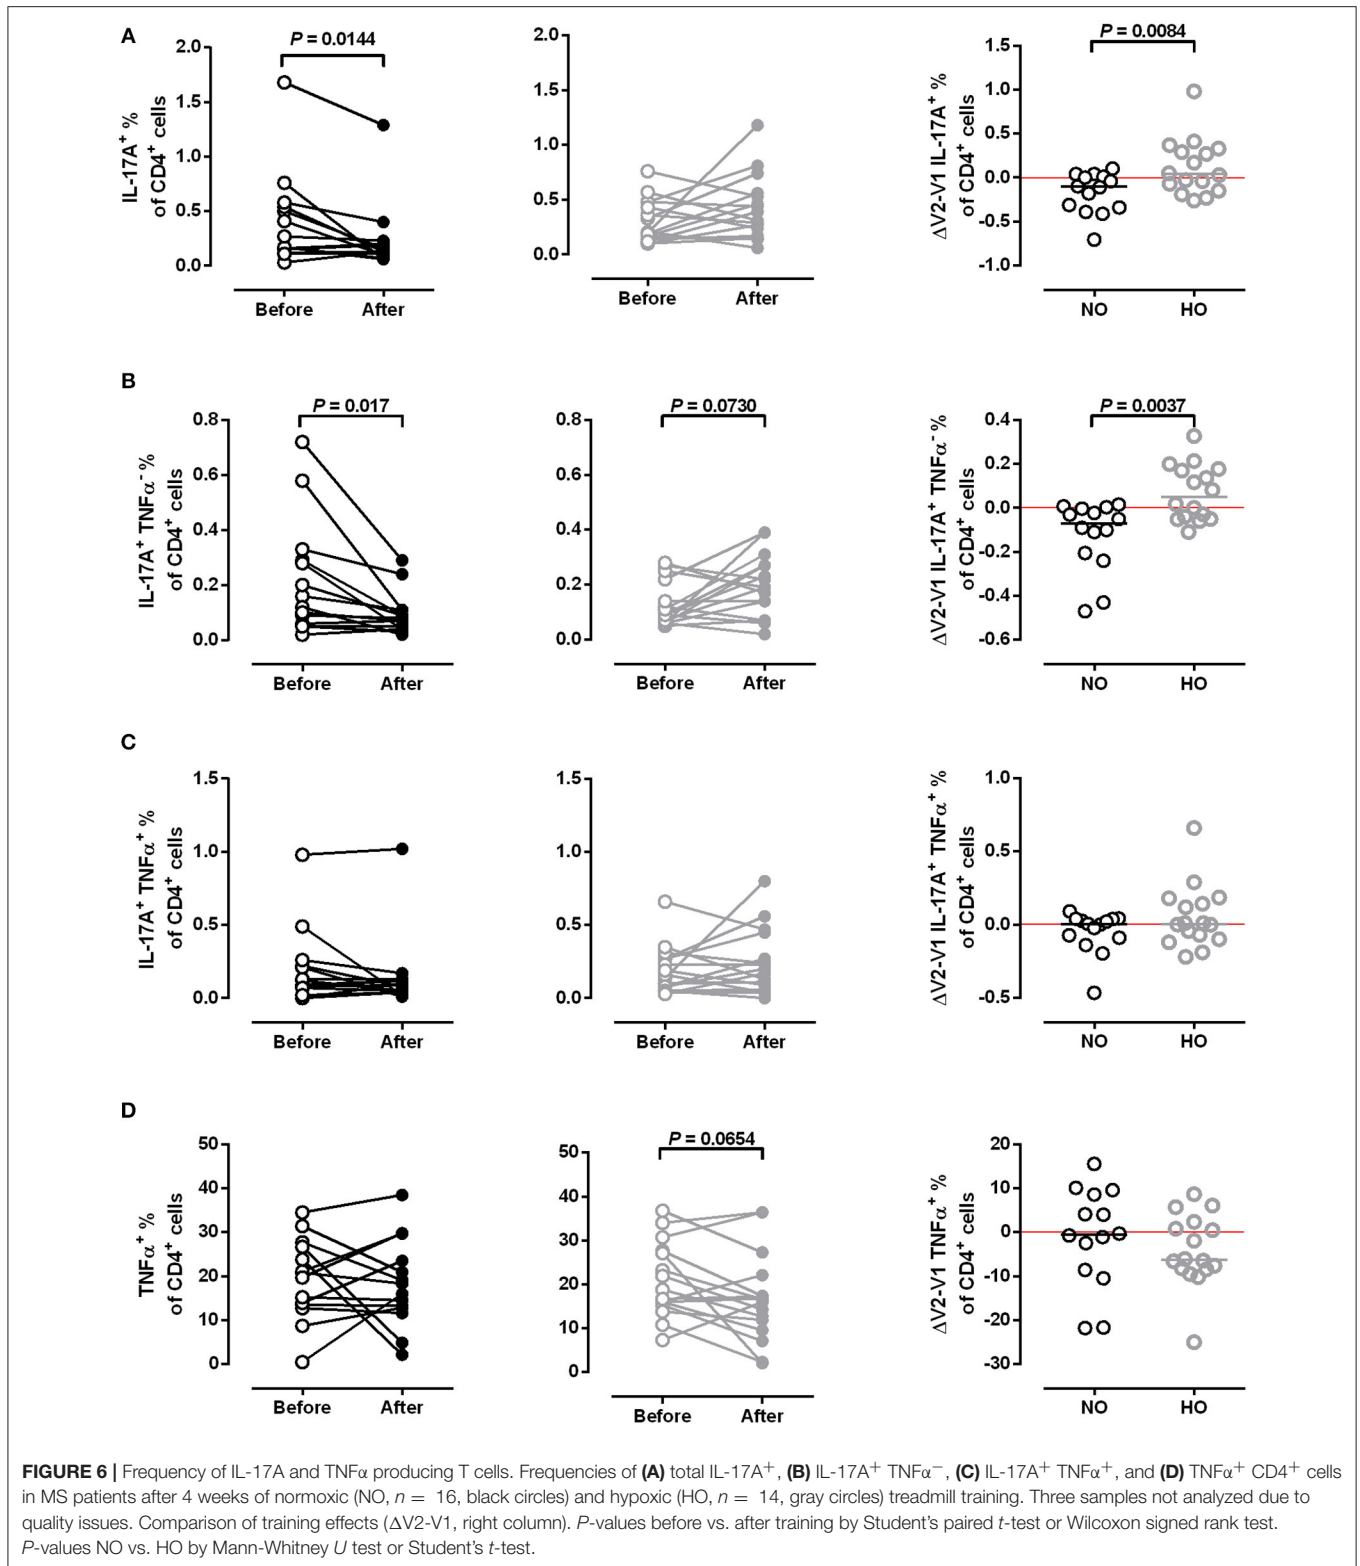 A
P = 0.0144
IL-17A+ %
of CD4+ cells
2.0
1.5
1.0
0.5
0.0
Before After
2.0
1.5
1.0
0.5
0.0
Before After
P = 0.0084
ΔV2-V1 IL-17A+ %
of CD4+ cells
1.5
1.0
0.5
0.0
-0.5
-1.0
NO HO
B
P = 0.017
IL-17A+ TNFα- %
of CD4+ cells
0.8
0.6
0.4
0.2
0.0
Before After
P = 0.0730
0.8
0.6
0.4
0.2
0.0
Before After
P = 0.0037
ΔV2-V1 IL-17A+ TNFα- %
of CD4+ cells
0.4
0.2
0.0
-0.2
-0.4
-0.6
NO HO
C
IL-17A+ TNFα+ %
of CD4+ cells
1.5
1.0
0.5
0.0
Before After
1.5
1.0
0.5
0.0
Before After
ΔV2-V1 IL-17A+ TNFα+ %
of CD4+ cells
1.0
0.5
0.0
-0.5
NO HO
D
TNFα+ %
of CD4+ cells
50
40
30
20
10
0
Before After
P = 0.0654
50
40
30
20
10
0
Before After
ΔV2-V1 TNFα+ %
of CD4+ cells
20
10
0
-10
-20
-30
NO HO
FIGURE 6 | Frequency of IL-17A and TNFα producing T cells. Frequencies of (A) total IL-17A+, (B) IL-17A+ TNFα−, (C) IL-17A+ TNFα+, and (D) TNFα+ CD4+ cells
in MS patients after 4 weeks of normoxic (NO, n = 16, black circles) and hypoxic (HO, n = 14, gray circles) treadmill training. Three samples not analyzed due to
quality issues. Comparison of training effects (ΔV2-V1, right column). P-values before vs. after training by Student's paired t-test or Wilcoxon signed rank test.
P-values NO vs. HO by Mann-Whitney U test or Student's t-test.